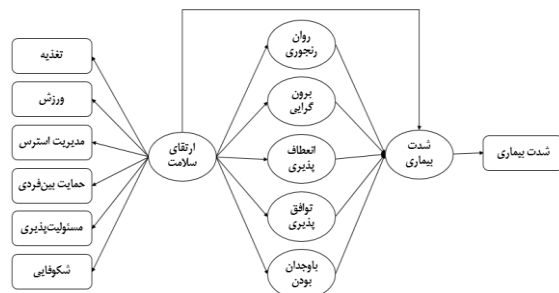 تغذیه
ورزش
مدیریت استرس
حمایت بین‌فردی
مسئولیت‌پذیری
شکوفایی
ارتقای
سلامت
روان
رنجوری
برون
گرایی
انعطاف
پذیری
توافق
پذیری
باوجدان
بودن
شدت
بیماری
شدت بیماری